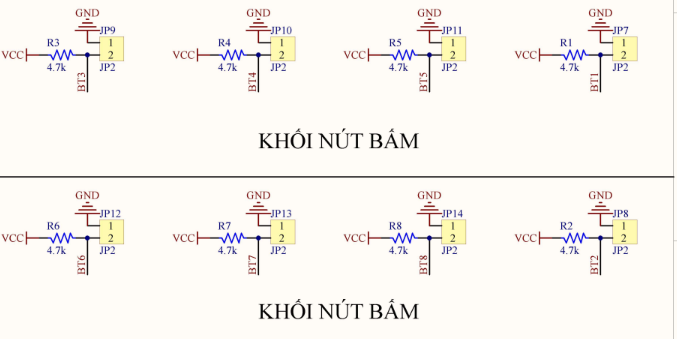 GND GND GND GND
JP9 JP10 JP11 JP7
R3 1 R4 1 R5 1 R1 1
VCC 2 VCC 2 VCC 2 VCC 2
4.7k JP2 4.7k JP2 4.7k JP2 4.7k JP2
BT3 BT4 BT5 BT1
KHỐI NÚT BẤM
GND GND GND GND
JP12 JP13 JP14 JP8
R6 1 R7 1 R8 1 R2 1
VCC 2 VCC 2 VCC 2 VCC 2
4.7k JP2 4.7k JP2 4.7k JP2 4.7k JP2
BT6 BT7 BT8 BT2
KHỐI NÚT BẤM